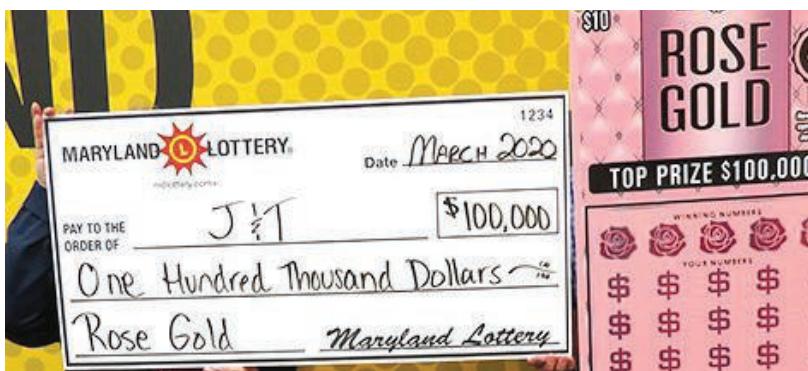 ND
1234
MARYLAND LOTTERY®
mdlottery.com
Date MARCH 2020
PAY TO THE
ORDER OF J & T $100,000
One Hundred Thousand Dollars
Rose Gold Maryland Lottery
$10
ROSE
GOLD
TOP PRIZE $100,000
WINNING NUMBERS
YOUR NUMBERS
$ $ $ $
$ $ $ $
$ $ $ $